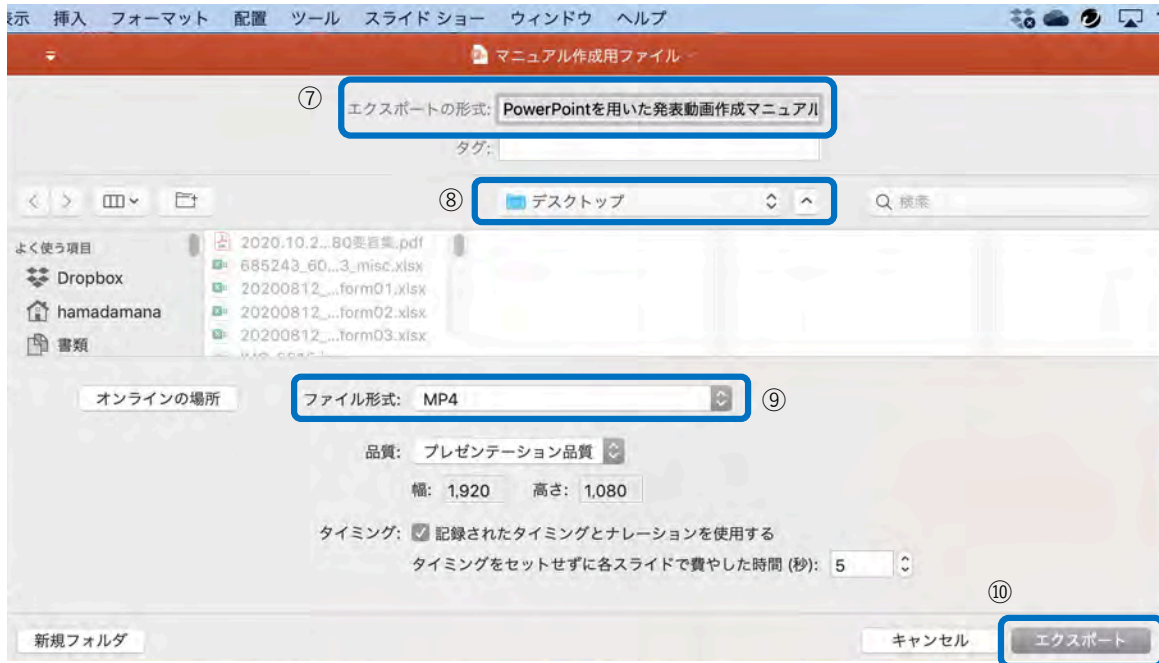 示 挿入 フォーマット 配置 ツール スライド ショー ウィンドウ ヘルプ
マニュアル作成用ファイル
⑦ エクスポートの形式: PowerPointを用いた発表動画作成マニュアル
タグ:
⑧ デスクトップ 検索
よく使う項目
2020.10.2...80要旨集.pdf
Dropbox
685243_60...3_misc.xlsx
20200812_...form01.xlsx
hamadamana
20200812_...form02.xlsx
20200812_...form03.xlsx
書類
オンラインの場所 ファイル形式: MP4 ⑨
品質: プレゼンテーション品質
幅: 1,920 高さ: 1,080
タイミング: 記録されたタイミングとナレーションを使用する
タイミングをセットせずに各スライドで費やした時間 (秒): 5
⑩
新規フォルダ キャンセル エクスポート